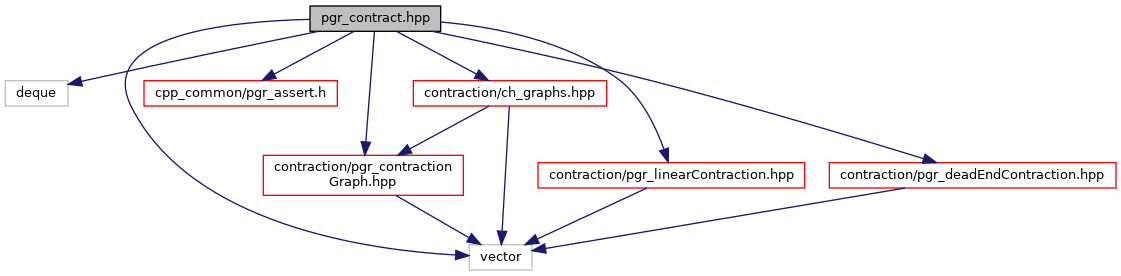 pgr_contract.hpp
deque
cpp_common/pgr_assert.h
contraction/ch_graphs.hpp
contraction/pgr_contraction
Graph.hpp
contraction/pgr_linearContraction.hpp
contraction/pgr_deadEndContraction.hpp
vector